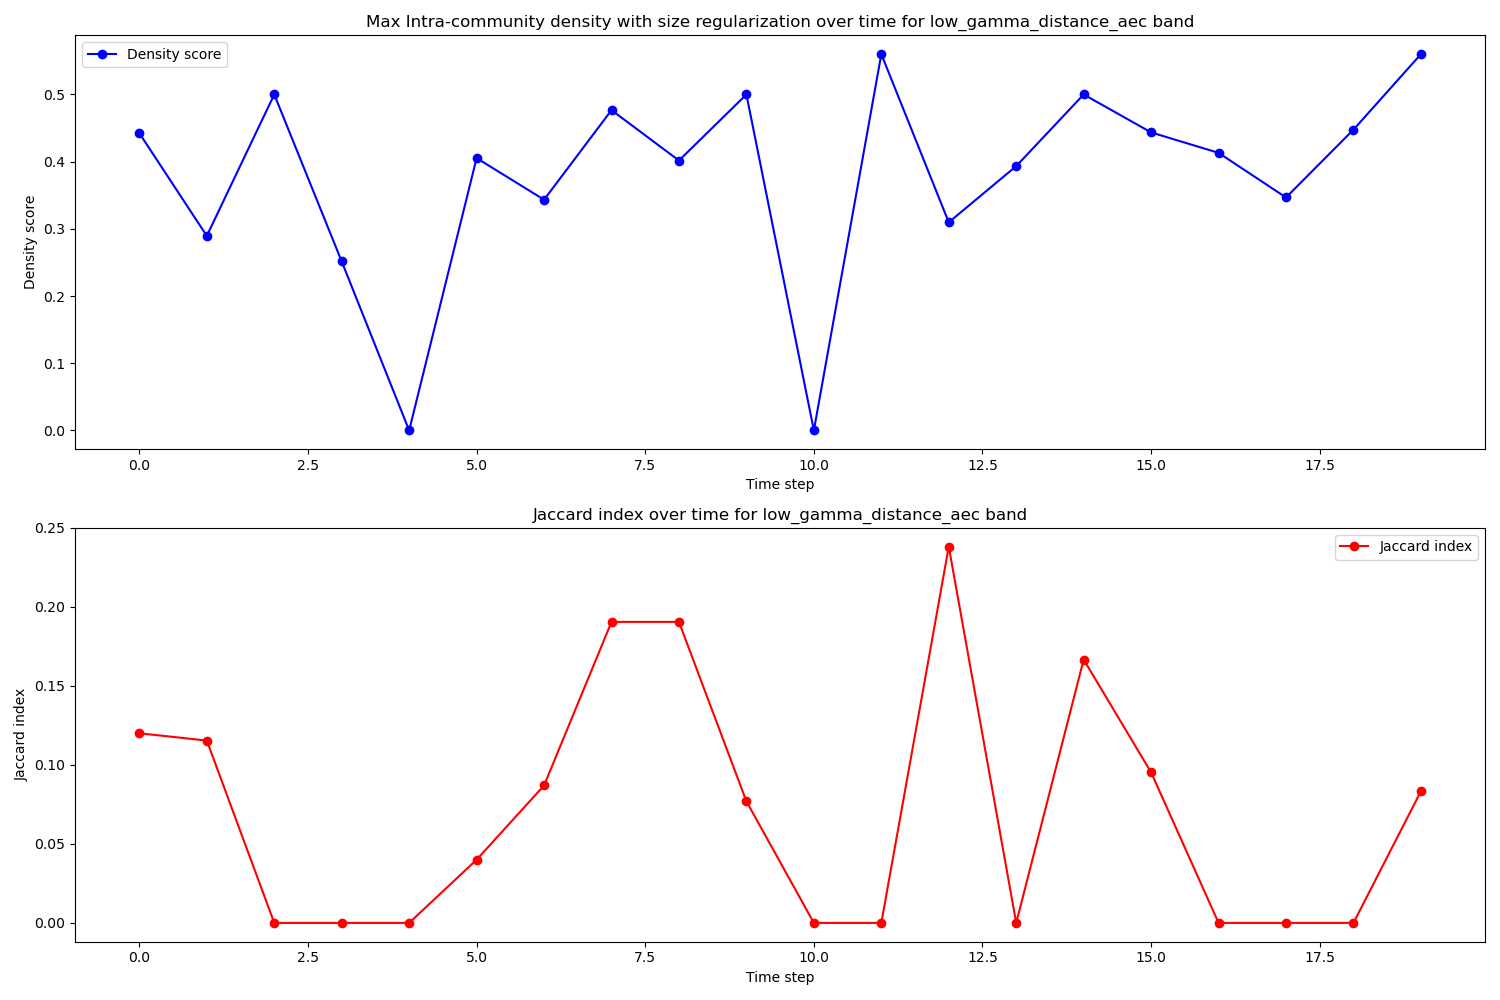 Max Intra-community density with size regularization over time for low_gamma_distance_aec band
Density score
Density score
0.5
0.4
0.3
0.2
0.1
0.0
0.0 2.5 5.0 7.5 10.0 12.5 15.0 17.5
Time step
Jaccard index over time for low_gamma_distance_aec band
Jaccard index
Jaccard index
0.25
0.20
0.15
0.10
0.05
0.00
0.0 2.5 5.0 7.5 10.0 12.5 15.0 17.5
Time step